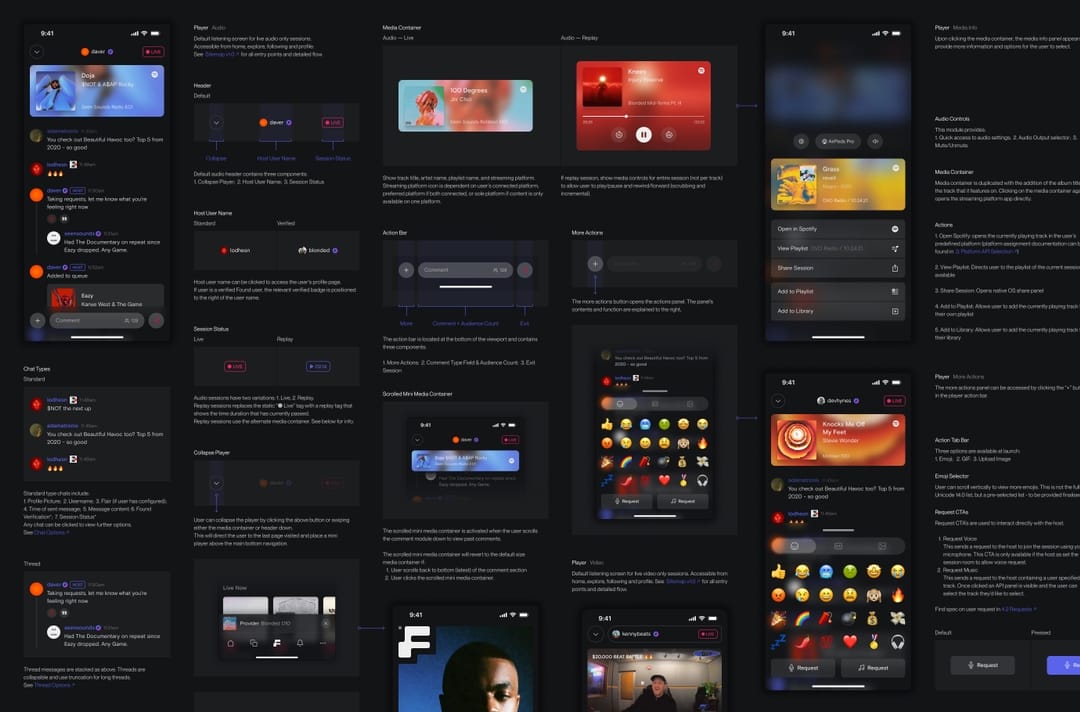 9:41
daver
LIVE
Doja
$NOT & A$AP Rocky
adamatronix
You check out Beautiful Havoc too? Top 5 from
2020 - so good
lodheon
daver HOST
Taking requests, let me know what you're
feeling right now
seensounds
Had The Documentary on repeat since
Eazy dropped. Any Game.
daver HOST
Added to queue
Eazy
Kanye West & The Game
Comment
Chat Types
Standard
lodheon
$NOT the next up
adamatronix
You check out Beautiful Havoc too? Top 5 from
2020 - so good
lodheon
Standard type chats include:
1. Profile Picture. 2. Username. 3. Flair (if user has configured).
4. Time of sent message. 5. Message content. 6. Found
Verification*. 7. Session Status*
Any chat can be clicked to view further options.
See Chat Options ↗
Thread
daver HOST
Taking requests, let me know what you're
feeling right now
seensounds
Had The Documentary on repeat since
Eazy dropped. Any Game.
Thread messages are stacked as above. Threads are
collapsible and use truncation for long threads.
See Thread Options ↗
Player Audio
Default listening screen for live audio only sessions.
Accessible from home, explore, following and profile.
See Sitemap v1.0 ↗ for all entry points and detailed flow.
Header
Default
daver
LIVE
Collapse
Host User Name
Session Status
Default audio header contains three components:
1. Collapse Player. 2. Host User Name. 3. Session Status
Host User Name
Standard
Verified
lodheon
blonded
Host user name can be clicked to access the user's profile page.
If user is a verified Found user, the relevant verified badge is positioned
to the right of the user name.
Session Status
Live
Replay
LIVE
Audio sessions have two variations: 1. Live. 2. Replay.
Replay sessions replaces the static "● Live" tag with a replay tag that
shows the time duration that has currently passed.
Replay sessions use the alternate media container. See below for info.
Collapse Player
daver
User can collapse the player by clicking the above button or swiping
either the media container or header down.
This will direct the user to the last page visited and place a mini
player above the main bottom navigation.
Live Now
Provider Blonded
Media Container
Audio — Live
Audio — Replay
100 Degrees
Jin Choi
Knees
Injury Reserve
Show track title, artist name, playlist name, and streaming platform.
Streaming platform icon is dependent on user's connected platform,
preferred platform if both connected, or sole platform if content is only
available on one platform.
If replay session, show media controls for entire session (not per track)
to allow user to play/pause and rewind/forward (scrubbing and
incremental)
Action Bar
Comment
More
Comment + Audience Count
Exit
The action bar is located at the bottom of the viewport and contains
three components:
1. More Actions. 2. Comment Type Field & Audience Count. 3. Exit
Session
Scrolled Mini Media Container
9:41
daver
LIVE
Doja $NOT & A$AP Rocky
Had The Documentary on repeat since
Eazy dropped. Any Game.
The scrolled mini media container is activated when the user scrolls
the comment module down to view past comments.
The scrolled mini media container will revert to the default size
1. User scrolls back to bottom (latest) of the comment section
2. User clicks the scrolled mini media container.
9:41
More Actions
The more actions button opens the actions panel. The panel's
contents and function are explained to the right.
You check out Beautiful Havoc too? Top 5 from
2020 - so good
lodheon
Request
Request
Player Video
Default listening screen for live video only sessions. Accessible from
home, explore, following and profile. See Sitemap v1.0 ↗ for all entry
points and detailed flow.
9:41
kennybeats
LIVE
$20,000 BEAT BATTLE
9:41
AirPods Pro
Grass
Open in Spotify
View Playlist
Share Session
Add to Playlist
Add to Library
9:41
devhynes
LIVE
Knocks Me Off
My Feet
Stevie Wonder
adamatronix
You check out Beautiful Havoc too? Top 5 from
2020 - so good
lodheon
Request
Request
Player Media Info
Upon clicking the media container, the media info panel appears
provide more information and options for the user to select.
Audio Controls
This module provides:
1. Quick access to audio settings. 2. Audio Output selector. 3.
Mute/Unmute
Media Container
Media container is duplicated with the addition of the album title
the track that it features on. Clicking on the media container again
opens the streaming platform app directly.
Actions
1. Open Spotify: opens the currently playing track in the user's
predefined platform (platform assignment documentation can be
found in
2. View Playlist: Directs user to the playlist of the current session
available
3. Share Session: Opens native OS share panel
4. Add to Playlist: Allows user to add the currently playing track
their own playlist
5. Add to Library: Allows user to add the currently playing track
their library
Player More Actions
The more actions panel can be accessed by clicking the "+" but
in the player action bar.
Action Tab Bar
Three options are available at launch:
1. Emoji. 2. GIF. 3. Upload Image
Emoji Selector
User can scroll vertically to view more emojis. This is not the full
Unicode 14.0 list, but a pre-selected list - to be provided
Request CTAs
Request CTAs are used to interact directly with the host.
1. Request Voice
This sends a request to the host to join the session using
microphone. This CTA is only available if the host as set the
session room to allow voice request.
2. Request Music
This sends a request to the host containing a user specified
track. Once clicked an API panel is visible and the user can
select the track they'd like to select.
Find spec on user request in 4.2 Requests ↗
Default
Pressed
Request